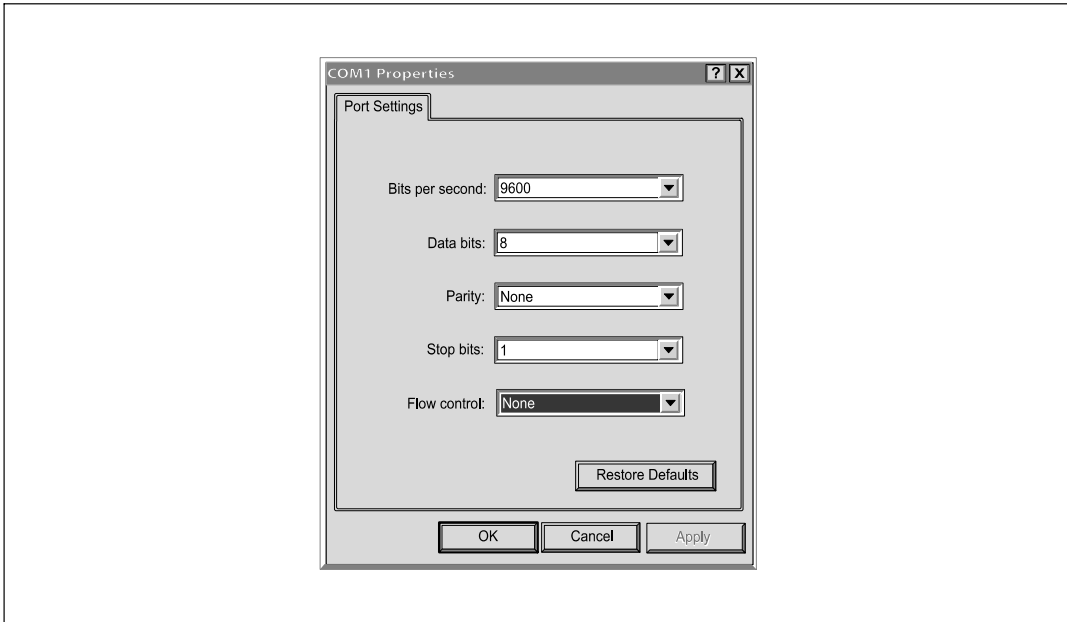 COM1 Properties
? X
Port Settings
Bits per second: 9600
Data bits: 8
Parity: None
Stop bits: 1
Flow control: None
Restore Defaults
OK Cancel Apply